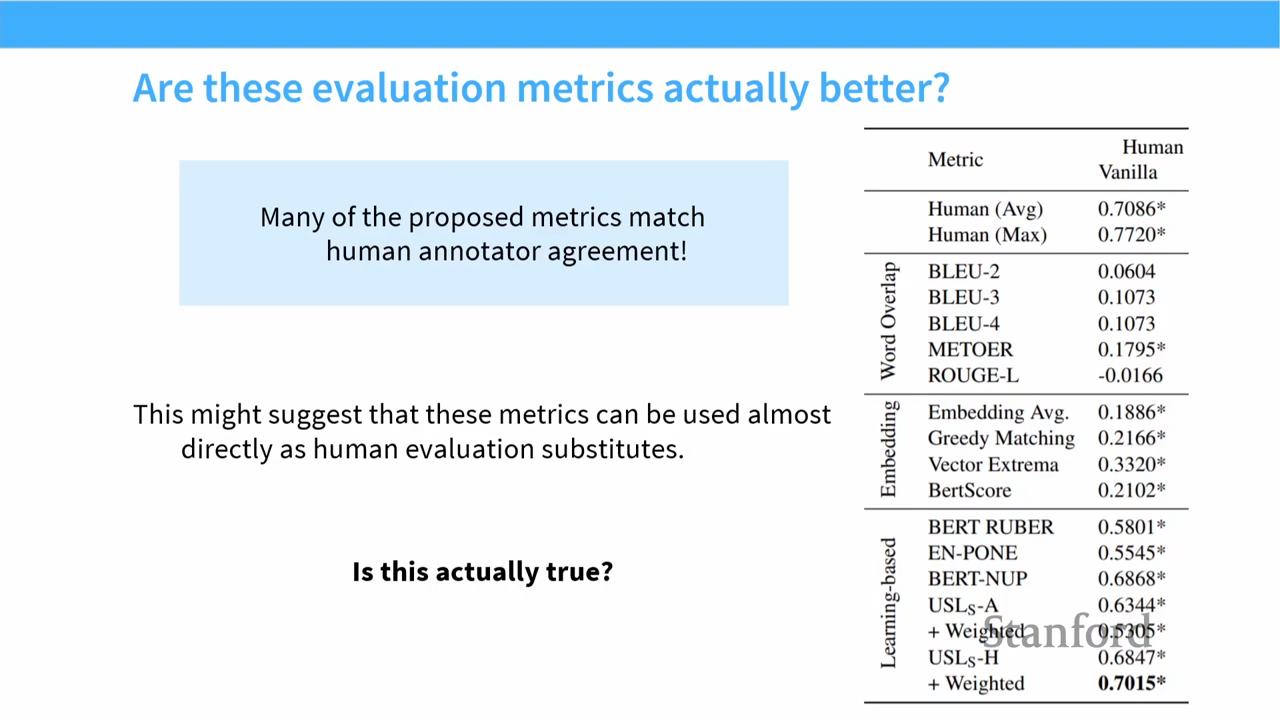 Are these evaluation metrics actually better?
Many of the proposed metrics match
human annotator agreement!
This might suggest that these metrics can be used almost
directly as human evaluation substitutes.
Is this actually true?
Metric Human
Vanilla
Human (Avg) 0.7086*
Human (Max) 0.7720*
Word Overlap
BLEU-2 0.0604
BLEU-3 0.1073
BLEU-4 0.1073
METOER 0.1795*
ROUGE-L -0.0166
Embedding
Embedding Avg. 0.1886*
Greedy Matching 0.2166*
Vector Extrema 0.3320*
BertScore 0.2102*
Learning-based
BERT RUBER 0.5801*
EN-PONE 0.5545*
BERT-NUP 0.6868*
USLS-A 0.6344*
+ Weighted 0.5305*
USLS-H 0.6847*
+ Weighted 0.7015*
Stanford